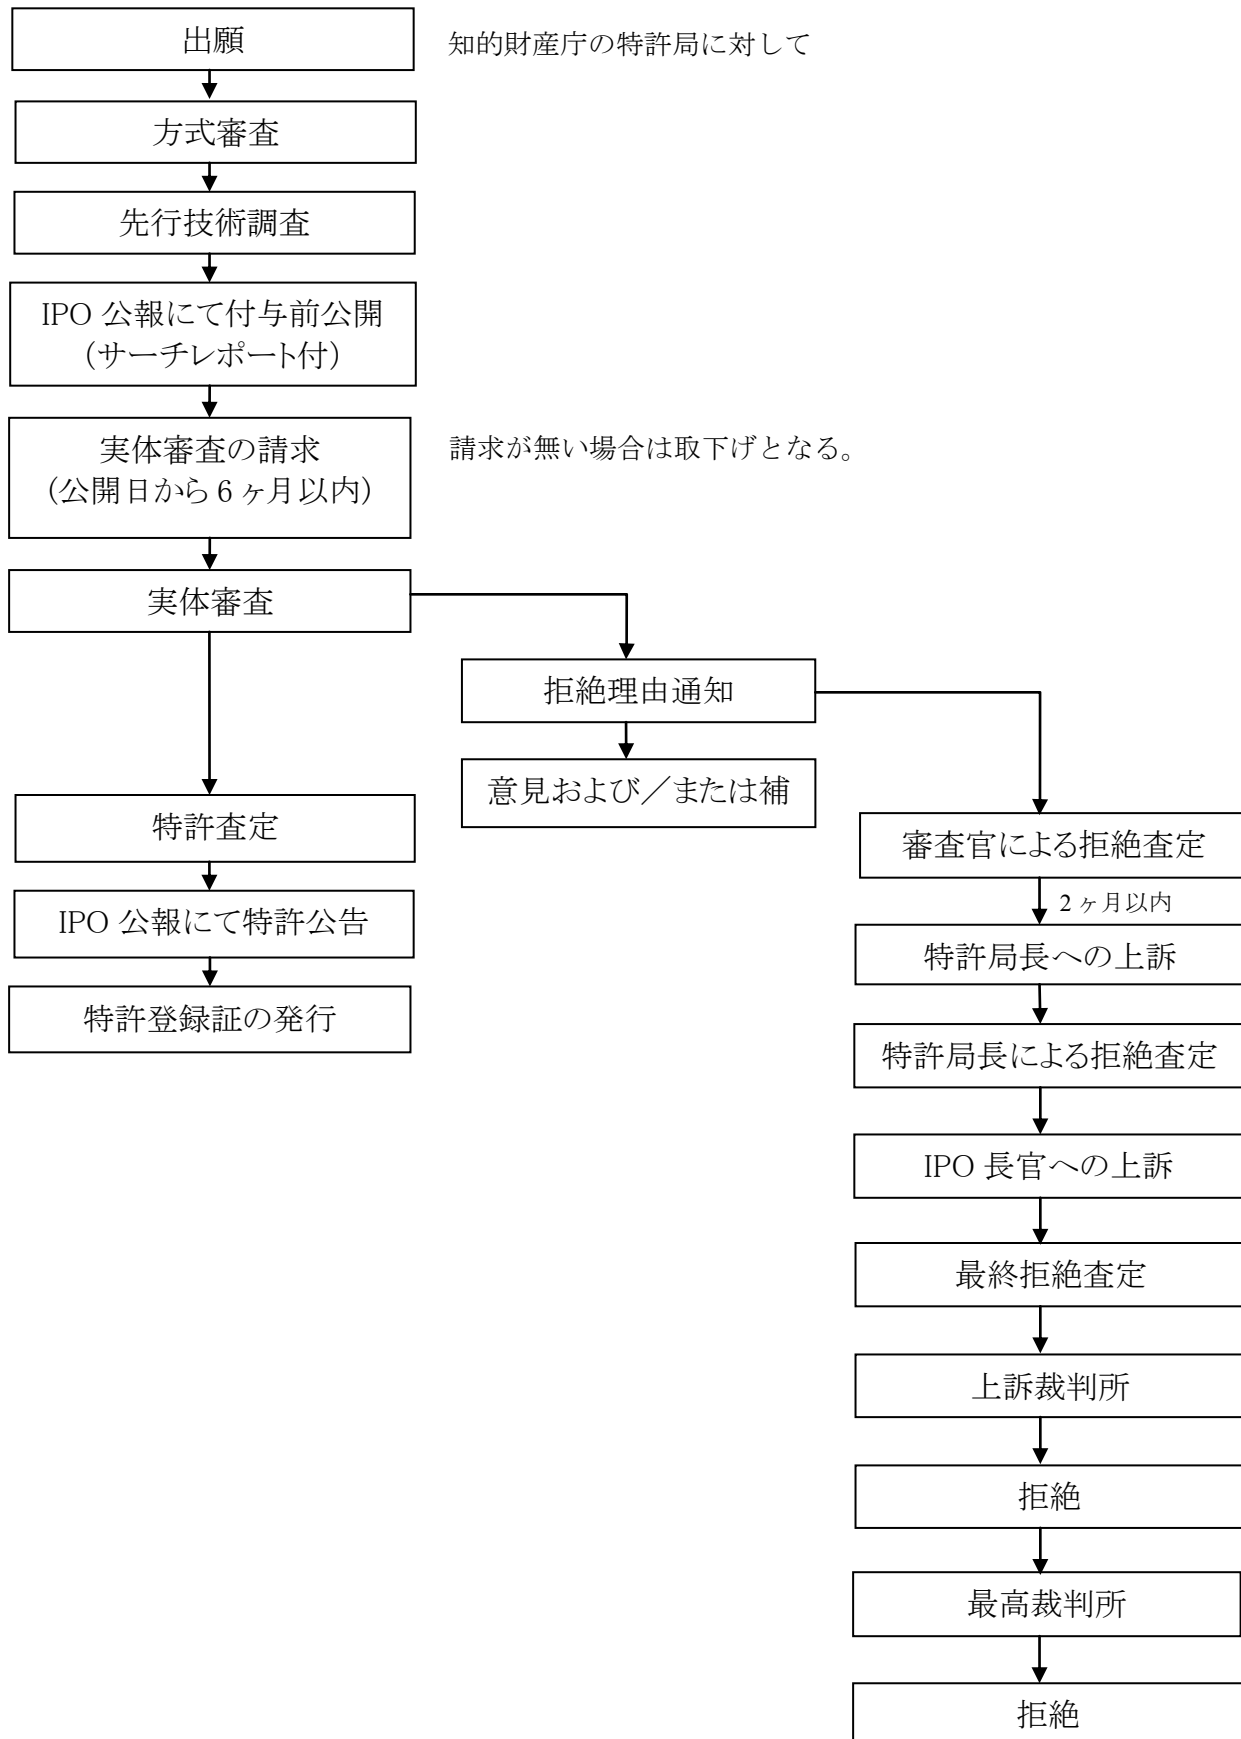 出願
知的財産庁の特許局に対して
方式審査
先行技術調査
IPO 公報にて付与前公開
（サーチレポート付）
実体審査の請求
（公開日から 6 ヶ月以内）
請求が無い場合は取下げとなる。
実体審査
拒絶理由通知
意見および／または補
特許査定
IPO 公報にて特許公告
特許登録証の発行
審査官による拒絶査定
2 ヶ月以内
特許局長への上訴
特許局長による拒絶査定
IPO 長官への上訴
最終拒絶査定
上訴裁判所
拒絶
最高裁判所
拒絶